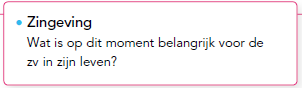 • Zingeving
Wat is op dit moment belangrijk voor de
zv in zijn leven?